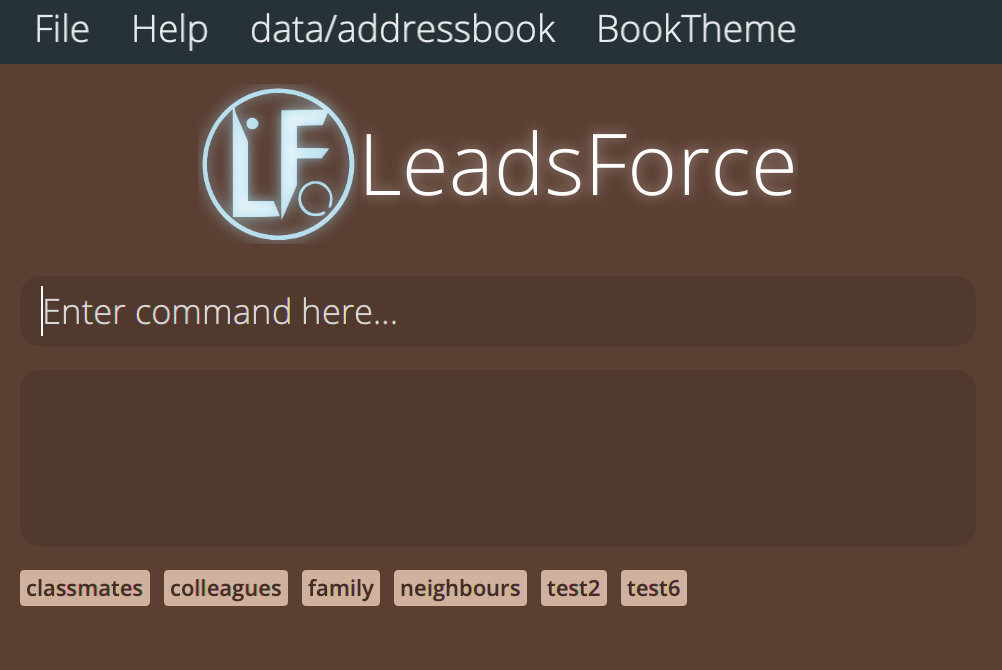 File Help data/addressbook BookTheme
LF LeadsForce
Enter command here...
classmates colleagues family neighbours test2 test6